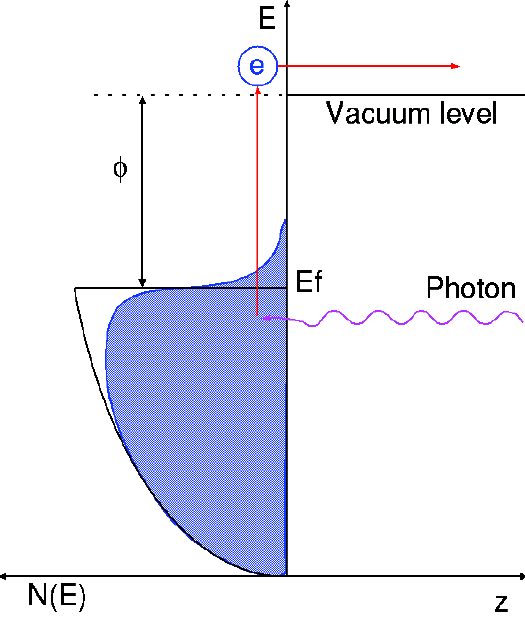 E
e
Vacuum level
ϕ
Ef
Photon
N(E)
z